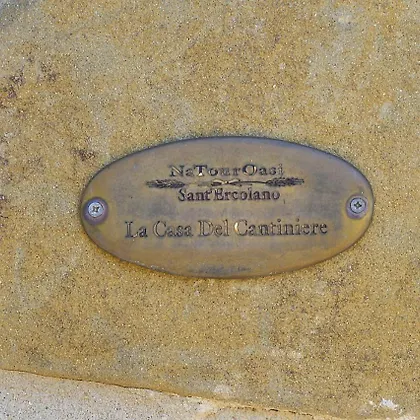 NaTourOasi
Sant'Ercolano
La Casa Del Cantiniere